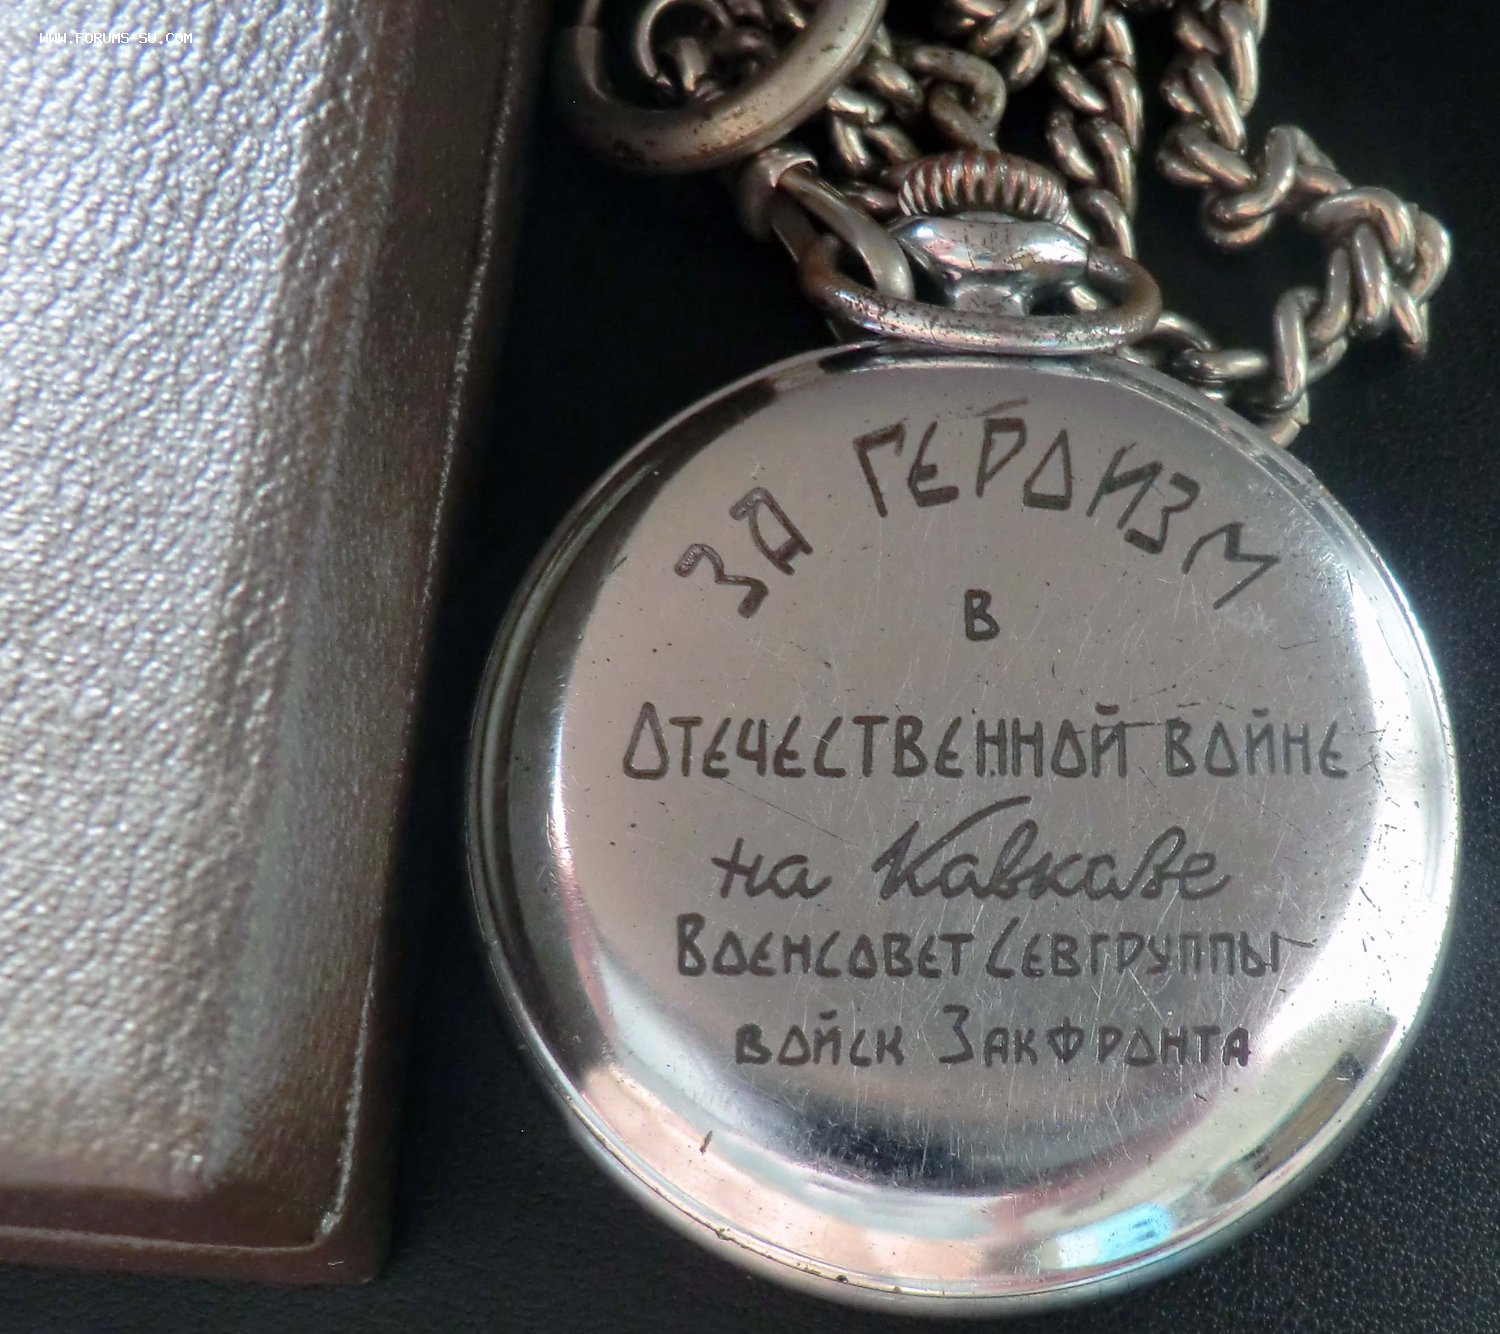 WWW.FORUMS-SU.COM
ЗА ГЕРОИЗМ
В
ОТЕЧЕСТВЕННОЙ ВОЙНЕ
на Кавказе
ВОЕНСОВЕТ СЕВГРУППЫ
ВОЙСК ЗАКФРОНТА